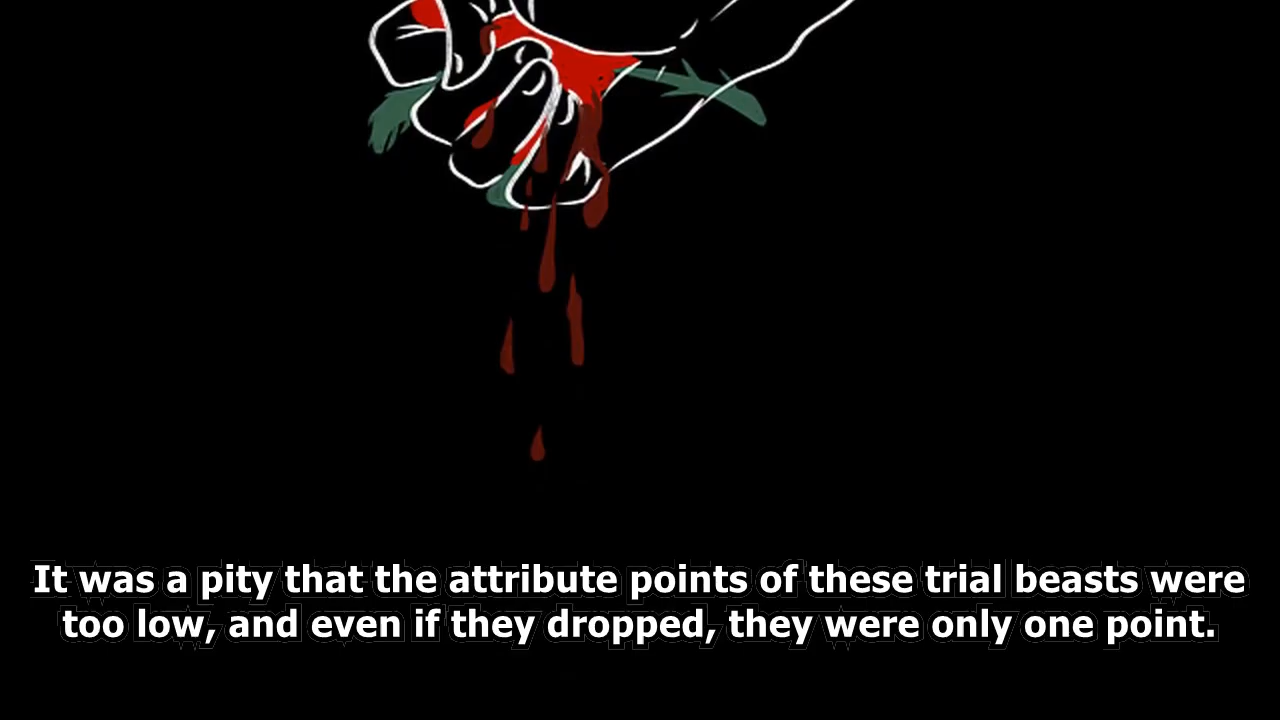 It was a pity that the attribute points of these trial beasts were
too low, and even if they dropped, they were only one point.